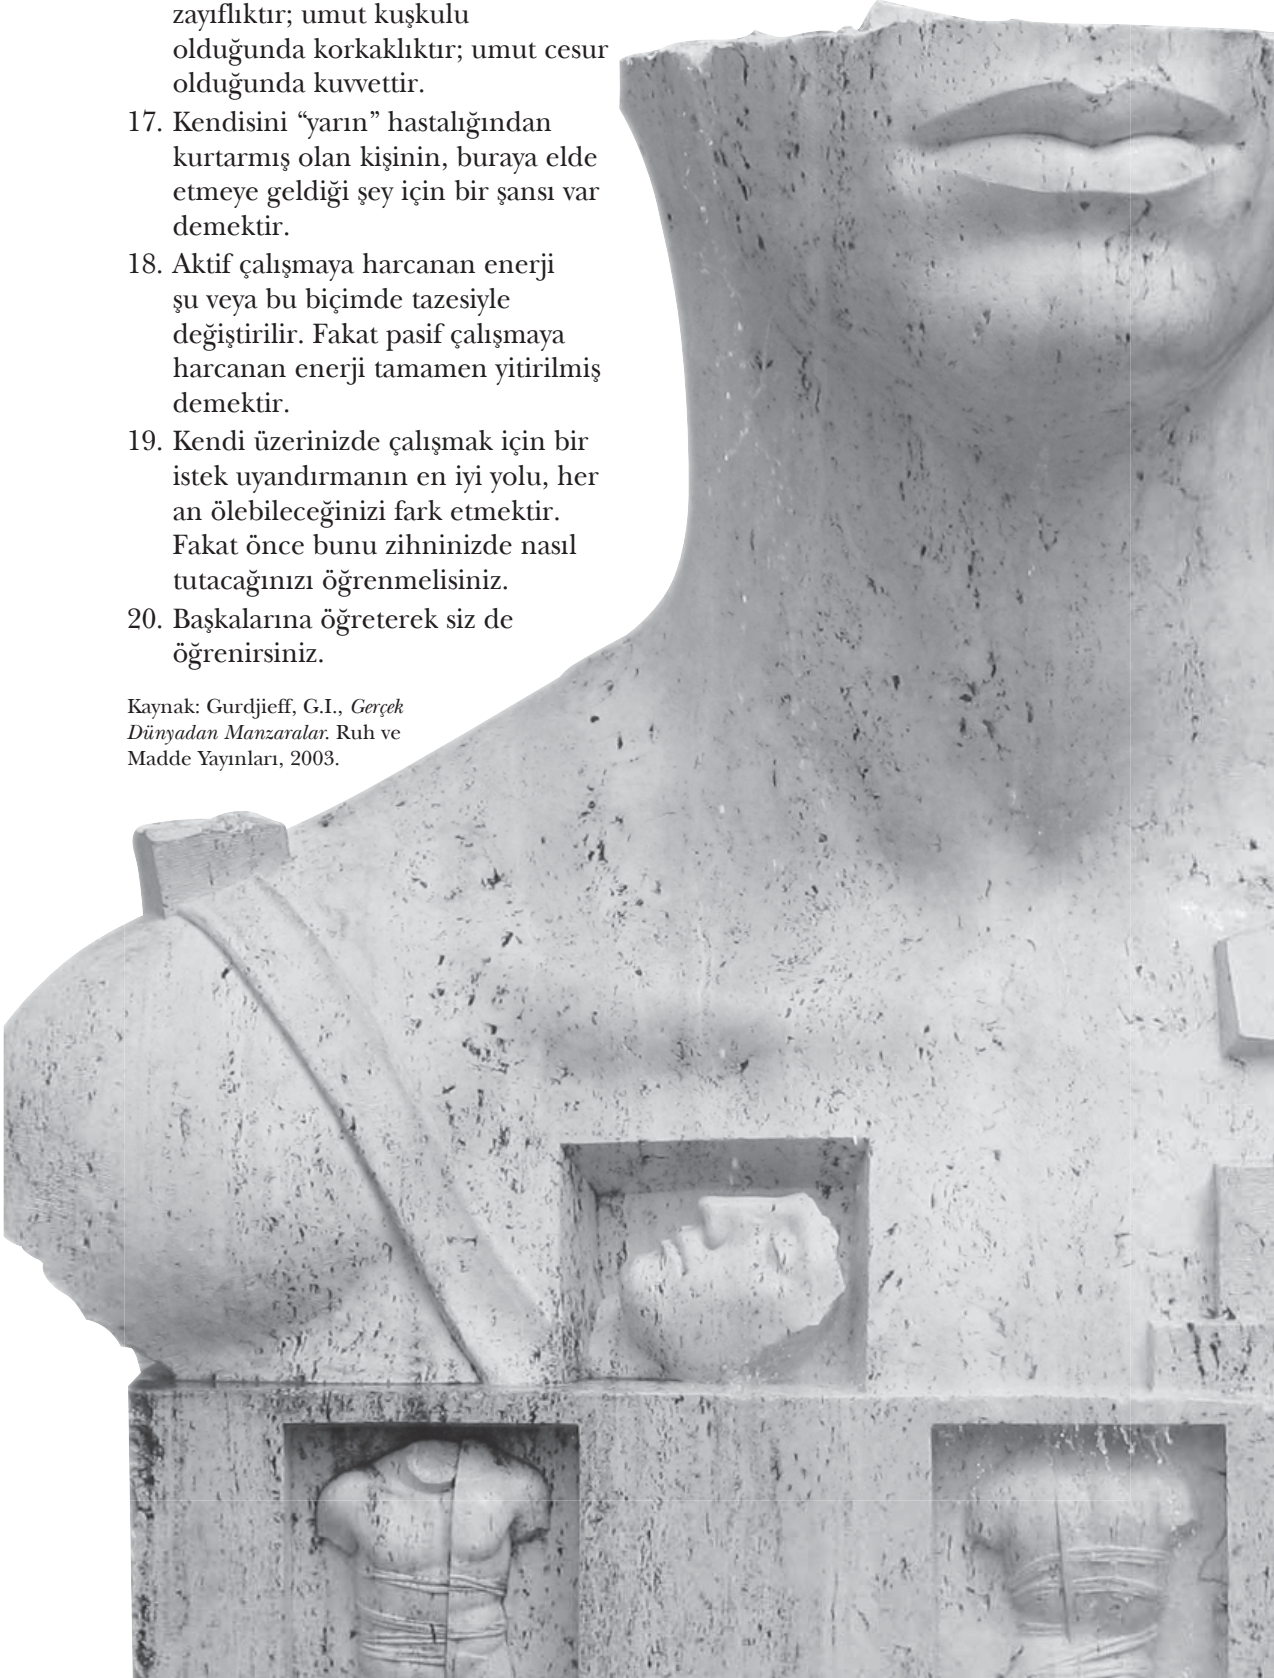 zayıflıktır; umut kuşkulu
olduğunda korkaklıktır; umut cesur
olduğunda kuvvettir.
17. Kendisini “yarın” hastalığından
kurtarmış olan kişinin, buraya elde
etmeye geldiği şey için bir şansı var
demektir.
18. Aktif çalışmaya harcanan enerji
şu veya bu biçimde tazesiyle
değiştirilir. Fakat pasif çalışmaya
harcanan enerji tamamen yitirilmiş
demektir.
19. Kendi üzerinizde çalışmak için bir
istek uyandırmanın en iyi yolu, her
an ölebileceğinizi fark etmektir.
Fakat önce bunu zihninizde nasıl
tutacağınızı öğrenmelisiniz.
20. Başkalarına öğreterek siz de
öğrenirsiniz.
Kaynak: Gurdjieff, G.I., Gerçek
Dünyadan Manzaralar. Ruh ve
Madde Yayınları, 2003.